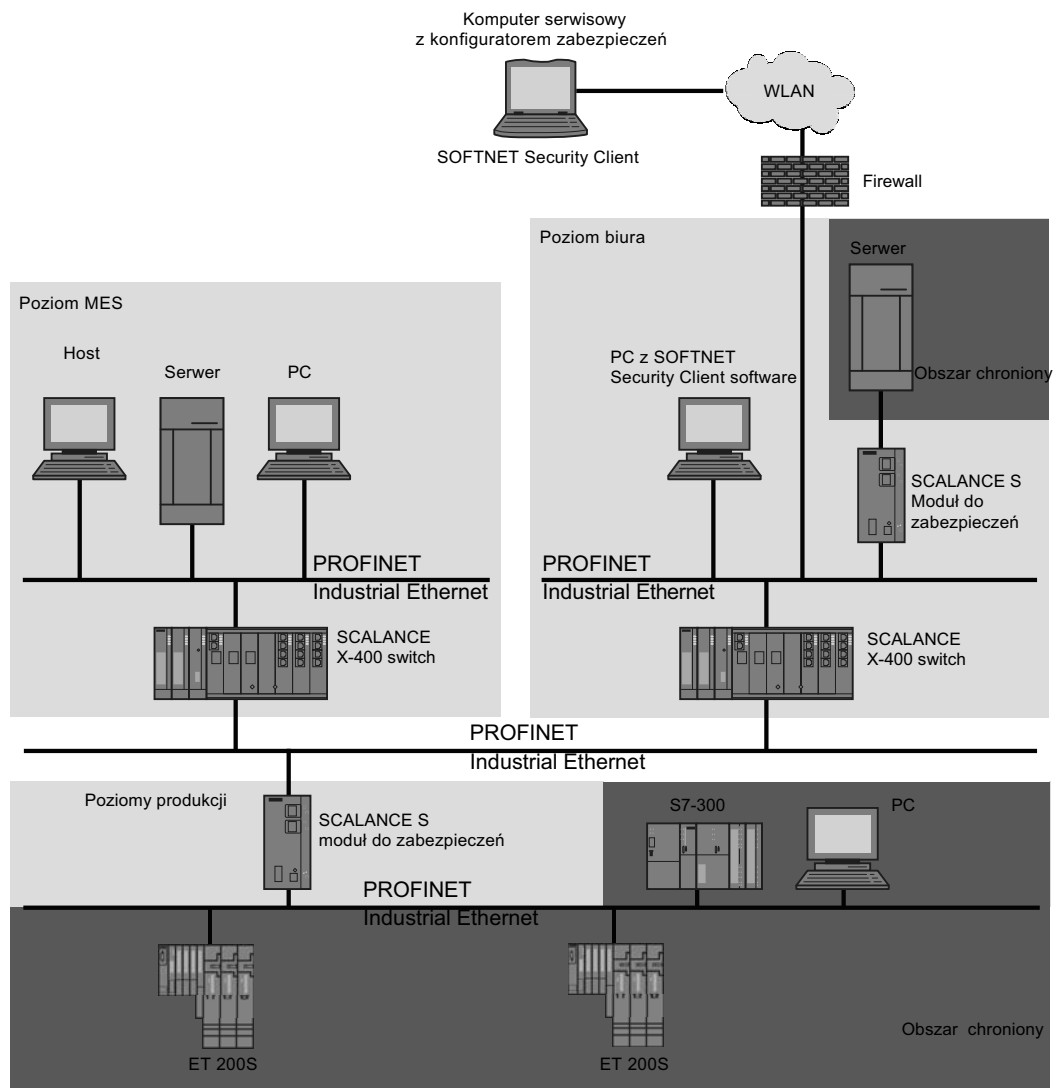 Komputer serwisowy
z konfiguratorem zabezpieczeń
WLAN
SOFTNET Security Client
Firewall
Poziom biura
Serwer
Poziom MES
Host
Serwer
PC
PC z SOFTNET
Security Client software
Obszar chroniony
SCALANCE S
Moduł do
zabezpieczeń
PROFINET
Industrial Ethernet
PROFINET
Industrial Ethernet
SCALANCE
X-400 switch
SCALANCE
X-400 switch
PROFINET
Industrial Ethernet
Poziomy produkcji
SCALANCE S
moduł do zabezpieczeń
S7-300
PC
PROFINET
Industrial Ethernet
ET 200S
ET 200S
Obszar chroniony